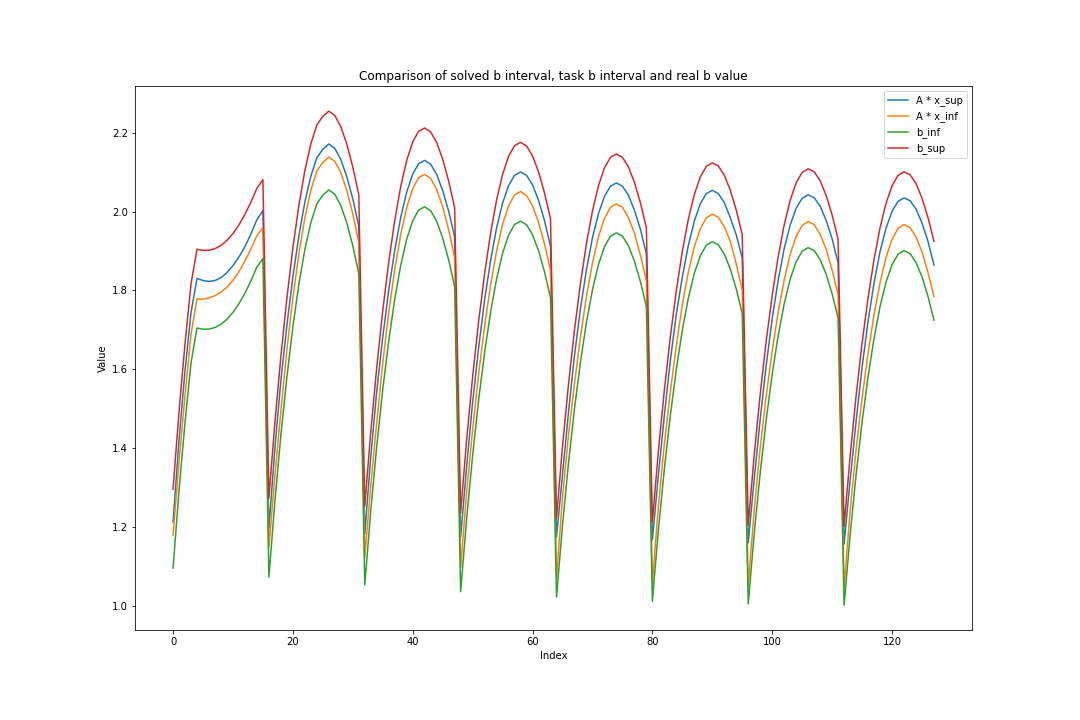 Comparison of solved b interval, task b interval and real b value
A * x_sup
A * x_inf
b_inf
b_sup
Value
2.2
2.0
1.8
1.6
1.4
1.2
1.0
0 20 40 60 80 100 120
Index